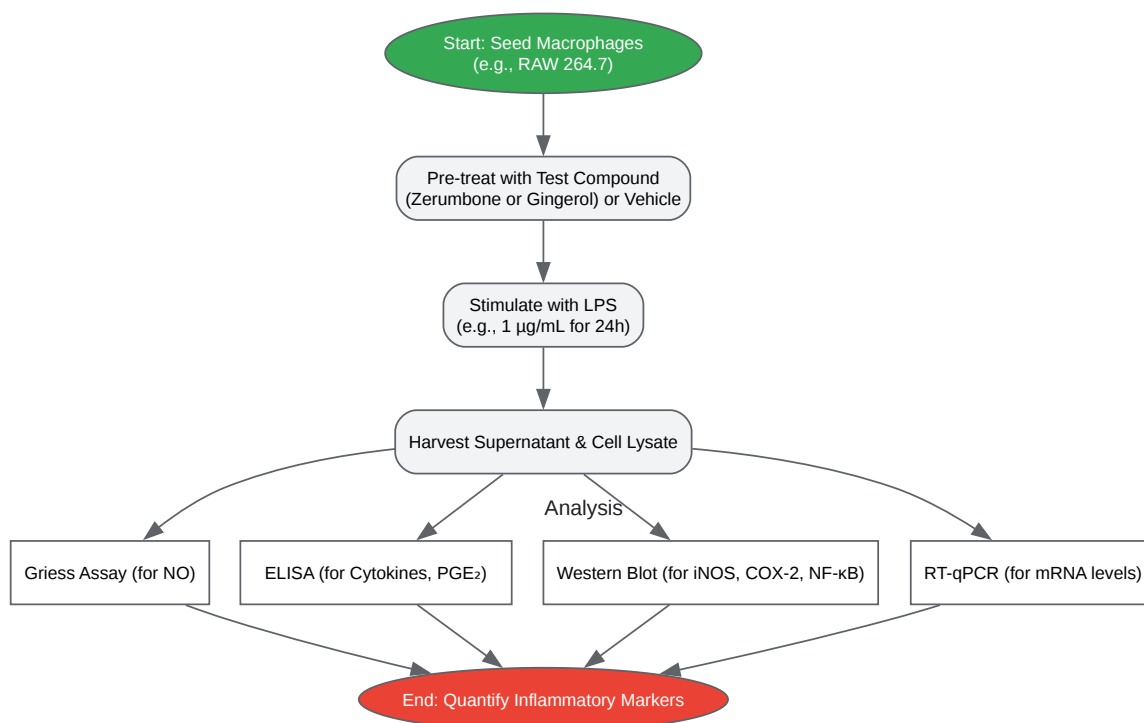 Start: Seed Macrophages
(e.g., RAW 264.7)
Pre-treat with Test Compound
(Zerumbone or Gingerol) or Vehicle
Stimulate with LPS
(e.g., 1 µg/mL for 24h)
Harvest Supernatant & Cell Lysate
Analysis
Griess Assay (for NO)
ELISA (for Cytokines, PGE₂)
Western Blot (for iNOS, COX-2, NF-κB)
RT-qPCR (for mRNA levels)
End: Quantify Inflammatory Markers